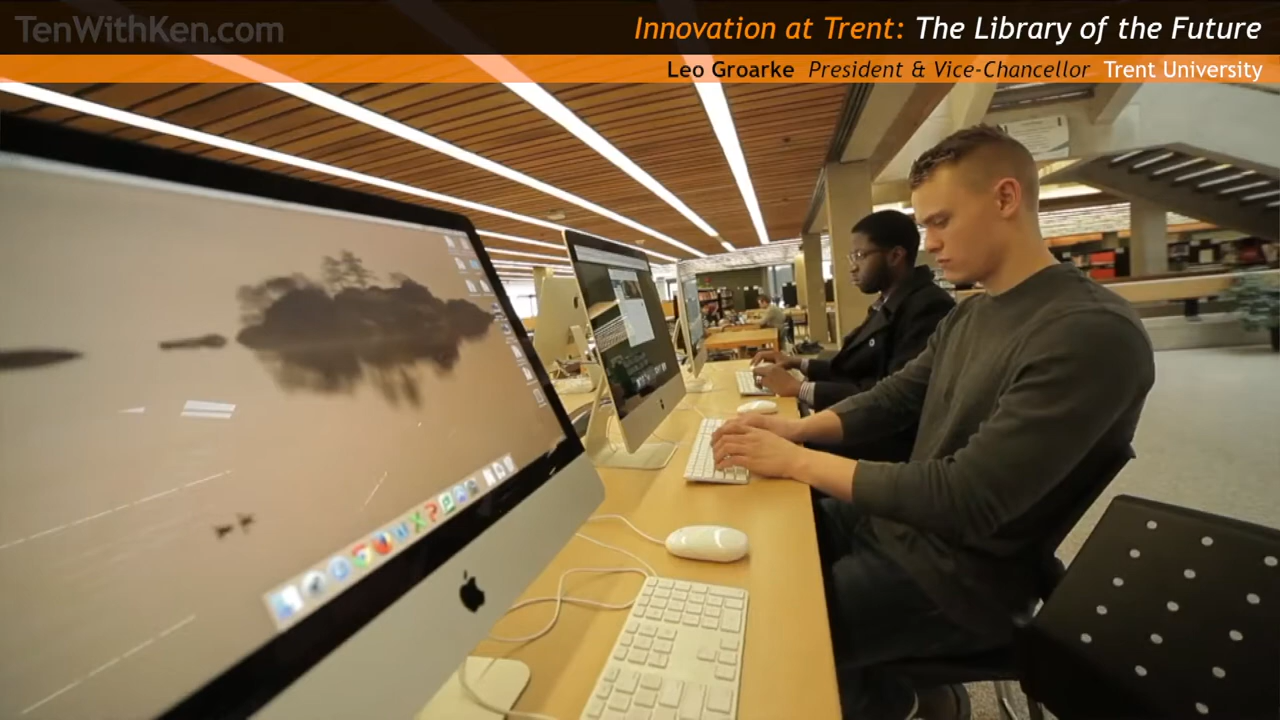 TenWithKen.com
Innovation at Trent: The Library of the Future
Leo Groarke President & Vice-Chancellor Trent University